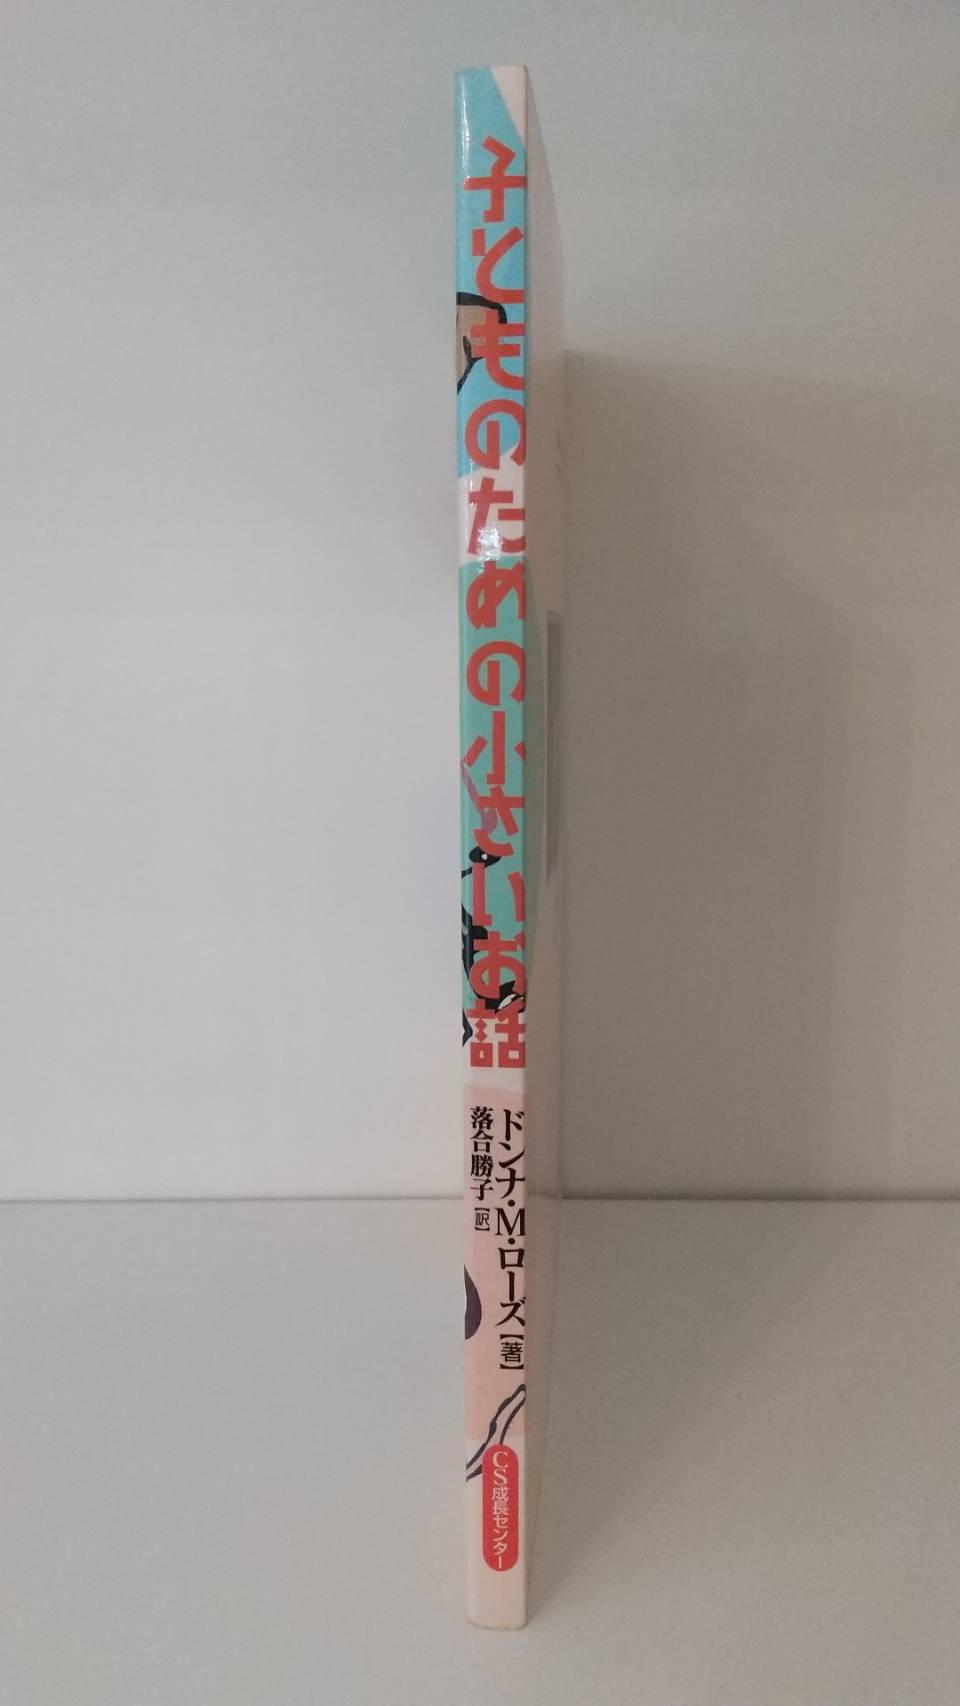 子どものための小さいお話
ドンナ・M・ローズ【著】
落合勝子【訳】
CS成長センター